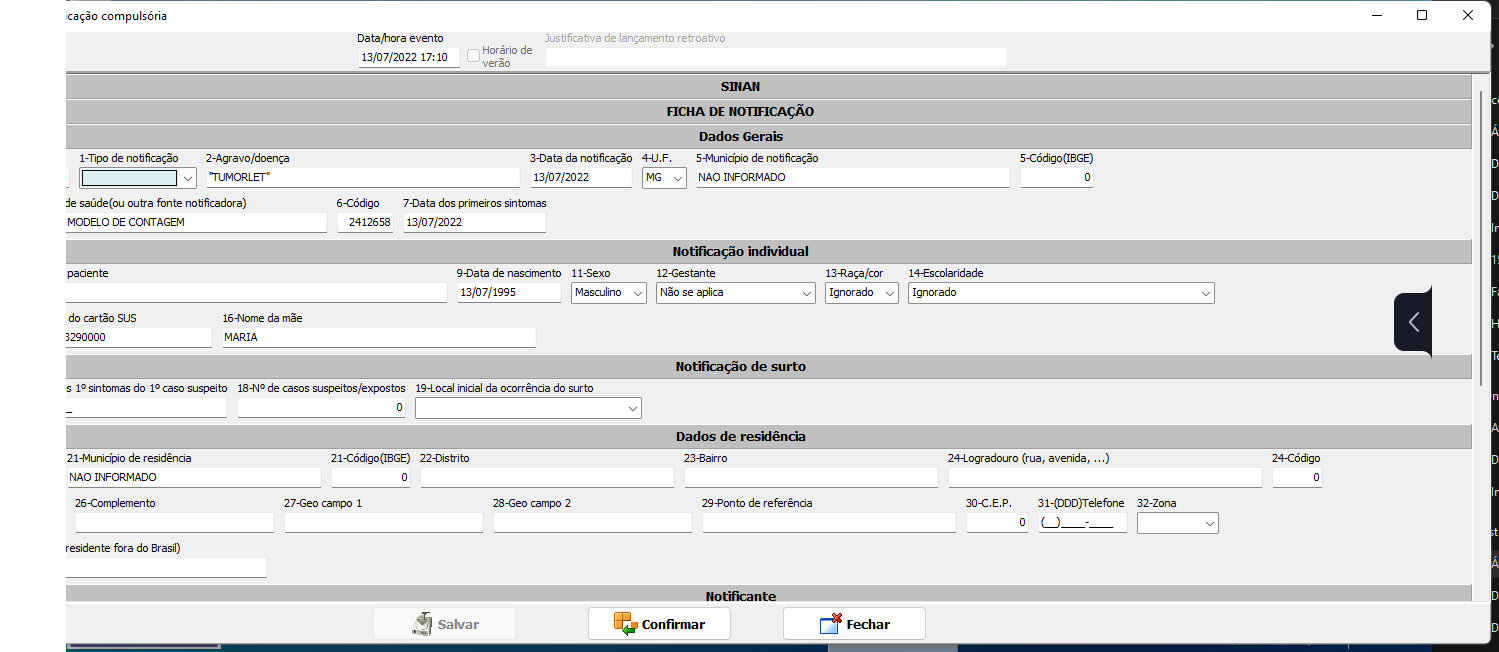 cação compulsória
Data/hora evento
Justificativa de lançamento retroativo
13/07/2022 17:10
Horário de
verão
SINAN
FICHA DE NOTIFICAÇÃO
Dados Gerais
1-Tipo de notificação 2-Agravo/doença 3-Data da notificação 4-U.F. 5-Município de notificação 5-Código(IBGE)
"TUMORLET" 13/07/2022 MG NAO INFORMADO 0
de saúde(ou outra fonte notificadora) 6-Código 7-Data dos primeiros sintomas
MODELO DE CONTAGEM 2412658 13/07/2022
Notificação individual
paciente 9-Data de nascimento 11-Sexo 12-Gestante 13-Raça/cor 14-Escolaridade
13/07/1995 Masculino Não se aplica Ignorado Ignorado
do cartão SUS 16-Nome da mãe
3290000 MARIA
Notificação de surto
s 1º sintomas do 1º caso suspeito 18-Nº de casos suspeitos/expostos 19-Local inicial da ocorrência do surto
_ 0
Dados de residência
21-Município de residência 21-Código(IBGE) 22-Distrito 23-Bairro 24-Logradouro (rua, avenida, ...) 24-Código
NAO INFORMADO 0 0
26-Complemento 27-Geo campo 1 28-Geo campo 2 29-Ponto de referência 30-C.E.P. 31-(DDD)Telefone 32-Zona
0 (__)____-____
residente fora do Brasil)
Notificante
Salvar Confirmar Fechar